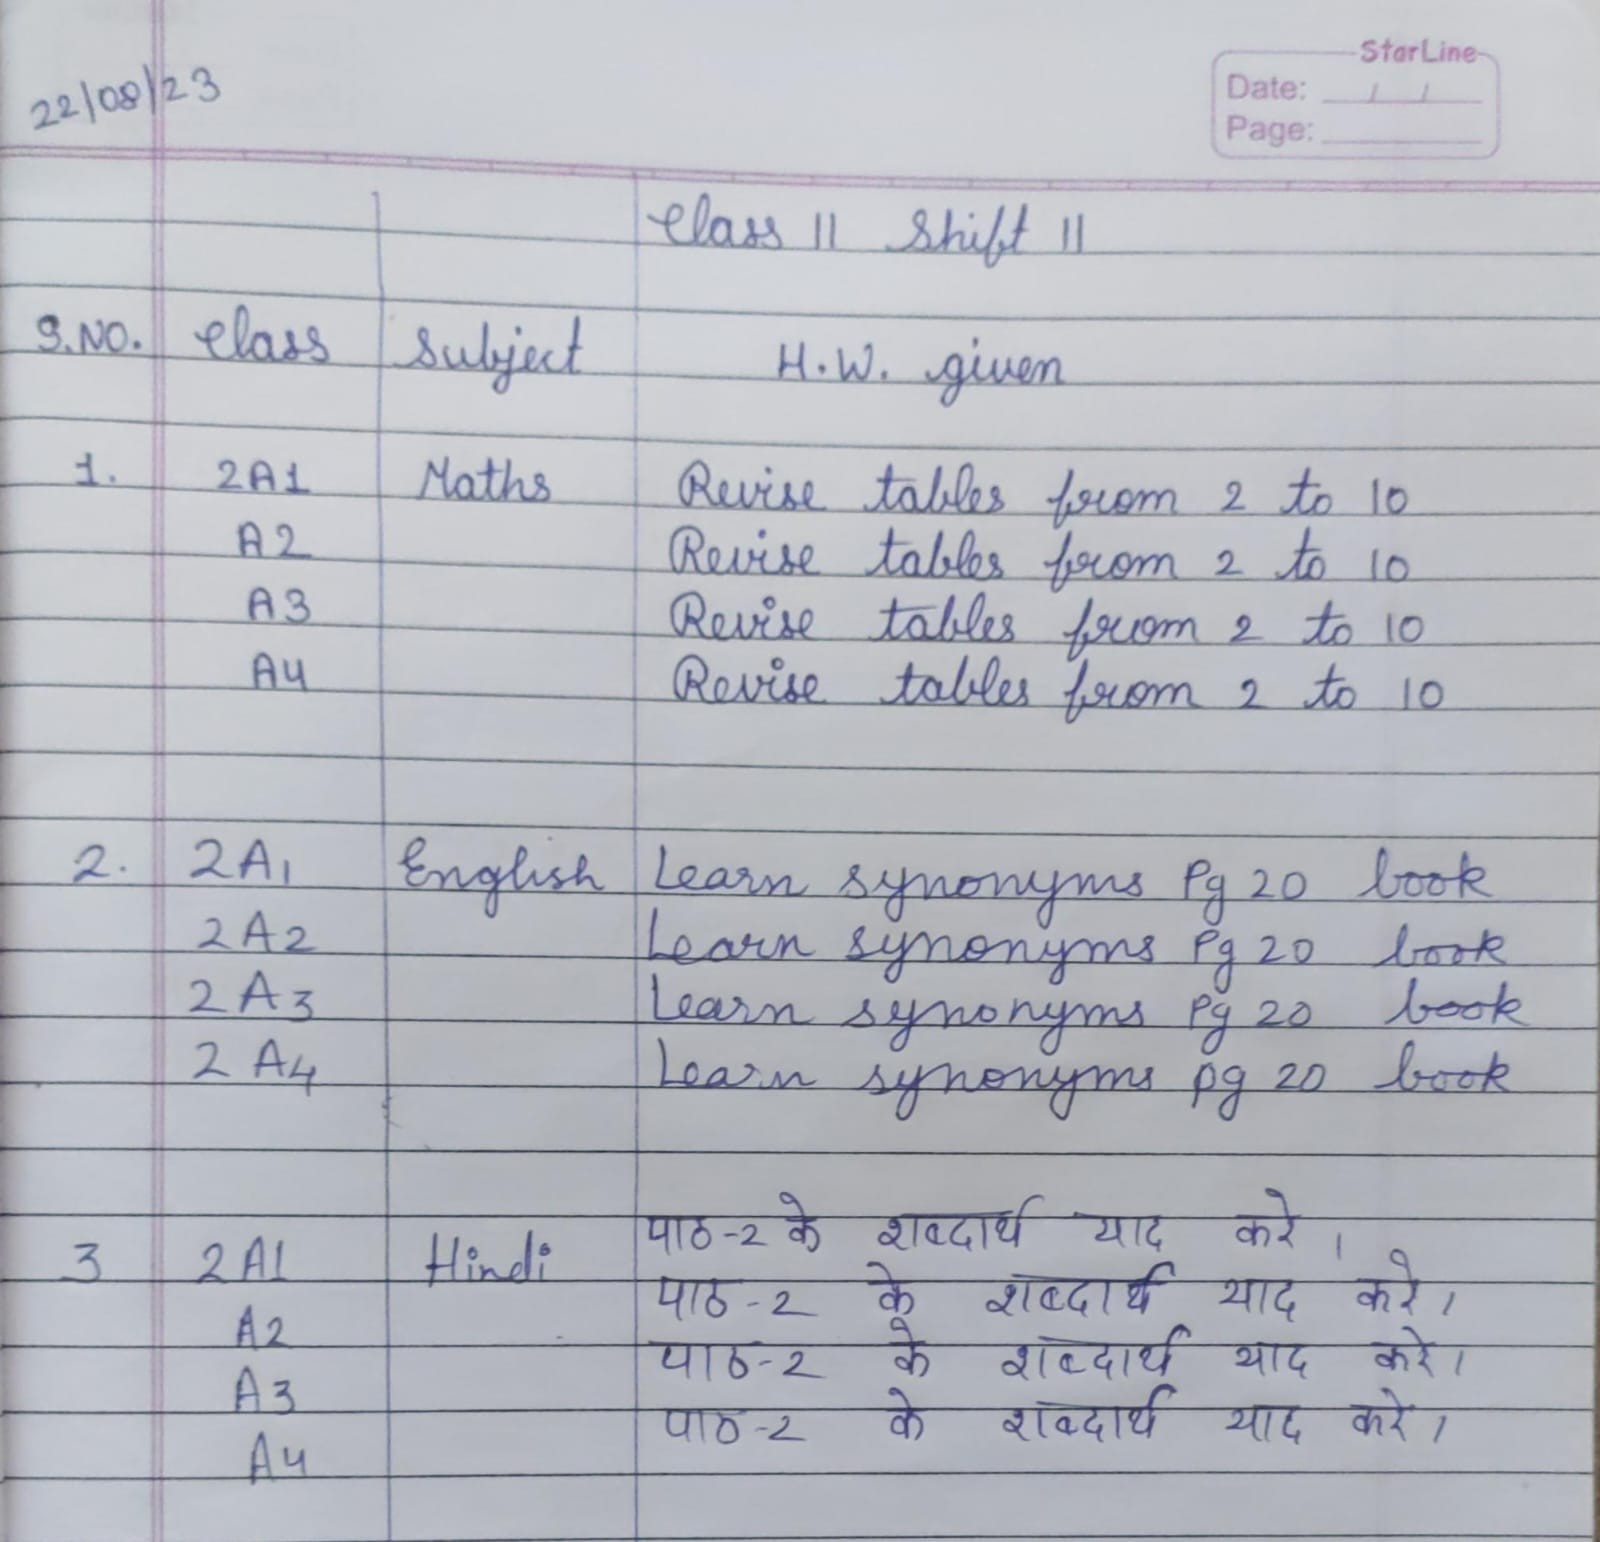 StarLine
22/08/23
Date: / /
Page:
Class II Shift II
S.NO. Class Subject H.W. given
1. 2A1 Maths Revise tables from 2 to 10
A2 Revise tables from 2 to 10
A3 Revise tables from 2 to 10
A4 Revise tables from 2 to 10
2. 2A1 English Learn synonyms Pg 20 book
2A2 Learn synonyms Pg 20 book
2A3 Learn synonyms Pg 20 book
2A4 Learn synonyms pg 20 book
3 2A1 Hindi पाठ-2 के शब्दार्थ याद करे ।
A2 पाठ-2 के शब्दार्थ याद करे।
A3 पाठ-2 के शब्दार्थ याद करे।
A4 पाठ-2 के शब्दार्थ याद करे।